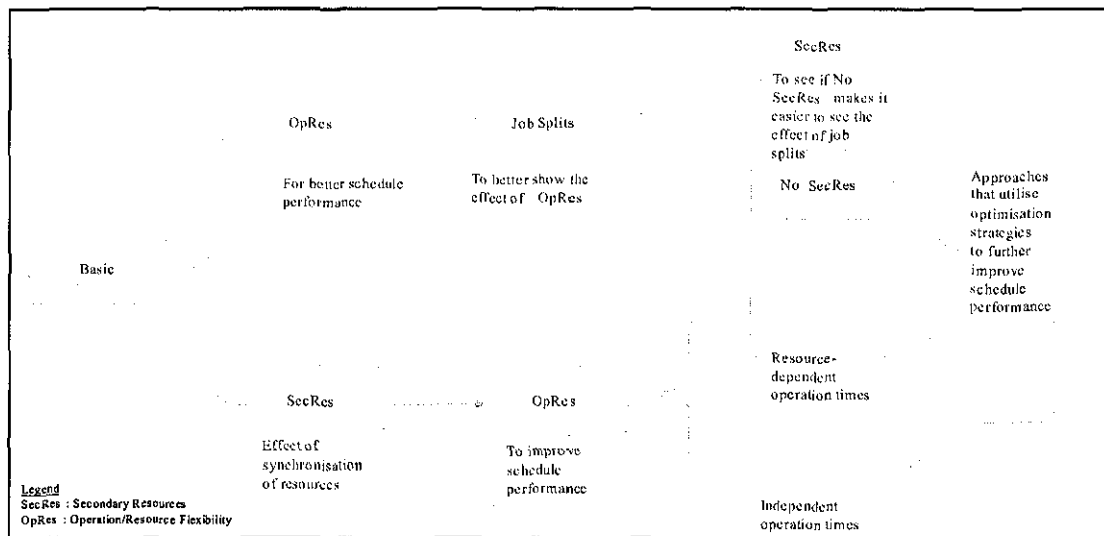 SecRes
To see if No
SecRes makes it
easier to see the
effect of job
splits
OpRes
Job Splits
For better schedule
performance
To better show the
effect of OpRes
No SecRes
Approaches
that utilise
optimisation
strategies
to further
improve
schedule
performance
Basic
Resource-
dependent
operation times
SecRes
OpRes
Effect of
synchronisation
of resources
To improve
schedule
performance
Independent
operation times
Legend
SecRes : Secondary Resources
OpRes : Operation/Resource Flexibility